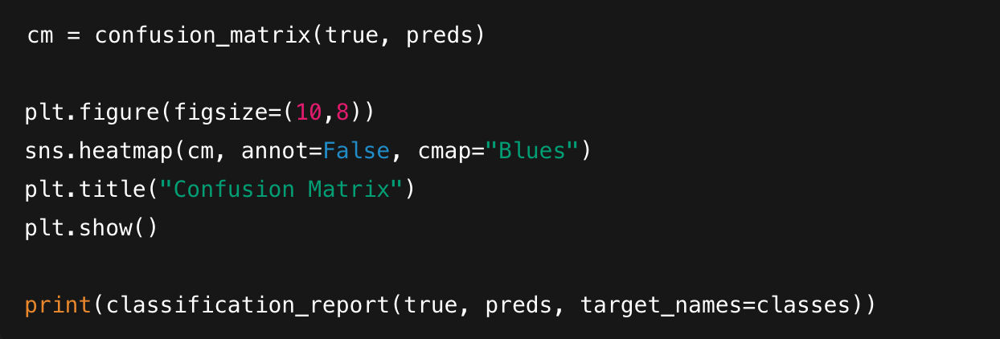 cm = confusion_matrix(true, preds)
plt.figure(figsize=(10,8))
sns.heatmap(cm, annot=False, cmap="Blues")
plt.title("Confusion Matrix")
plt.show()
print(classification_report(true, preds, target_names=classes))